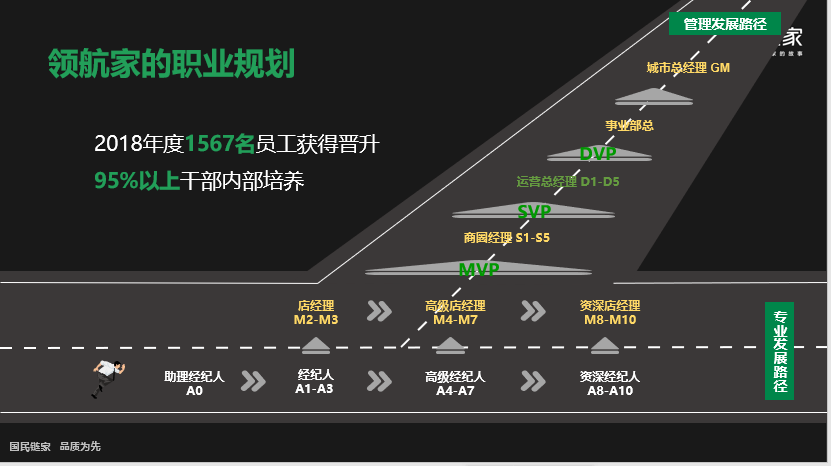 管理发展路径
家
的故事
领航家的职业规划
城市总经理 GM
2018年度1567名员工获得晋升
事业部总
DVP
95%以上干部内部培养
运营总经理 D1-D5
SVP
商圈经理 S1-S5
MVP
店经理
M2-M3
高级店经理
M4-M7
资深店经理
M8-M10
专业发展路径
助理经纪人
A0
经纪人
A1-A3
高级经纪人
A4-A7
资深经纪人
A8-A10
国民链家 品质为先